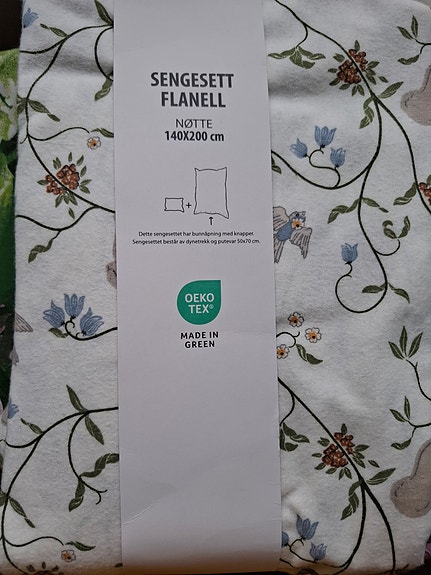 SENGESETT
FLANELL
NØTTE
140X200 cm
Dette sengesettet har bunnåpning med knapper.
Sengesettet består av dynetrekk og putevar 50x70 cm.
OEKO
TEX®
MADE IN
GREEN